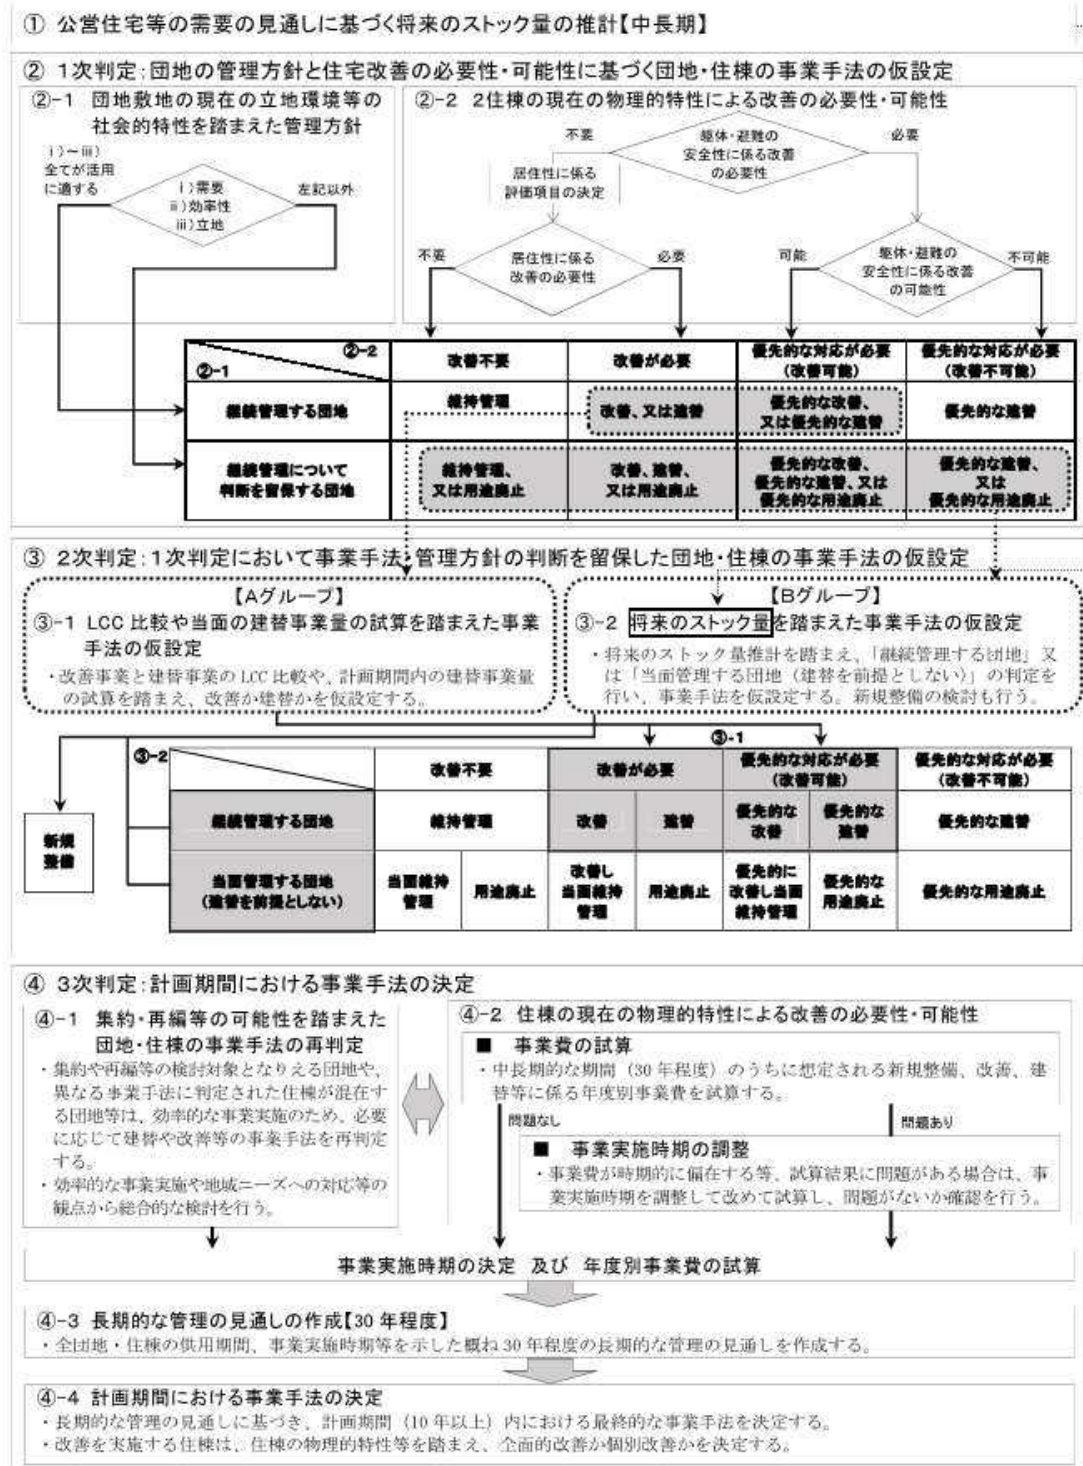 ① 公営住宅等の需要の見通しに基づく将来のストック量の推計【中長期】
② 1次判定:団地の管理方針と住宅改善の必要性・可能性に基づく団地・住棟の事業手法の仮設定
②-1 団地敷地の現在の立地環境等の
社会的特性を踏まえた管理方針
ⅰ)～ⅲ)
全てが活用
に適する
ⅰ)需要
ⅱ)効率性
ⅲ)立地
左記以外
②-2 2住棟の現在の物理的特性による改善の必要性・可能性
不要
躯体・避難の
安全性に係る改善
の必要性
必要
居住性に係る
評価項目の決定
不要
居住性に係る
改善の必要性
必要
可能
躯体・避難の
安全性に係る改善
の可能性
不可能
②-2
②-1
改善不要
改善が必要
優先的な対応が必要
(改善可能)
優先的な対応が必要
(改善不可能)
継続管理する団地
維持管理
改善、又は建替
優先的な改善、
又は優先的な建替
優先的な建替
継続管理について
判断を留保する団地
維持管理、
又は用途廃止
改善、建替、
又は用途廃止
優先的な改善、
優先的な建替、又は
優先的な用途廃止
優先的な建替、
又は
優先的な用途廃止
③ 2次判定:1次判定において事業手法・管理方針の判断を留保した団地・住棟の事業手法の仮設定
【Aグループ】
③-1 LCC 比較や当面の建替事業量の試算を踏まえた事業
手法の仮設定
・改善事業と建替事業の LCC 比較や、計画期間内の建替事業量
の試算を踏まえ、改善か建替かを仮設定する。
【Bグループ】
③-2 将来のストック量を踏まえた事業手法の仮設定
・将来のストック量推計を踏まえ、「継続管理する団地」又
は「当面管理する団地（建替を前提としない）」の判定を
行い、事業手法を仮設定する。新規整備の検討も行う。
③-2
③-1
改善不要
改善が必要
優先的な対応が必要
(改善可能)
優先的な対応が必要
(改善不可能)
新規
整備
継続管理する団地
維持管理
改善
建替
優先的な
改善
優先的な
建替
優先的な建替
当面管理する団地
(建替を前提としない)
当面維持
管理
用途廃止
改善し
当面維持
管理
用途廃止
優先的に
改善し当面
維持管理
優先的な
用途廃止
優先的な用途廃止
④ 3次判定:計画期間における事業手法の決定
④-1 集約・再編等の可能性を踏まえた
団地・住棟の事業手法の再判定
・集約や再編等の検討対象となりえる団地や、
異なる事業手法に判定された住棟が混在す
る団地等は、効率的な事業実施のため、必要
に応じて建替や改善等の事業手法を再判定
する。
・効率的な事業実施や地域ニーズへの対応等の
観点から総合的な検討を行う。
④-2 住棟の現在の物理的特性による改善の必要性・可能性
■ 事業費の試算
・中長期的な期間（30 年程度）のうちに想定される新規整備、改善、建
替等に係る年度別事業費を試算する。
問題なし
問題あり
■ 事業実施時期の調整
・事業費が時期的に偏在する等、試算結果に問題がある場合は、事
業実施時期を調整して改めて試算し、問題がないか確認を行う。
事業実施時期の決定 及び 年度別事業費の試算
④-3 長期的な管理の見通しの作成【30 年程度】
・全団地・住棟の供用期間、事業実施時期等を示した概ね 30 年程度の長期的な管理の見通しを作成する。
④-4 計画期間における事業手法の決定
・長期的な管理の見通しに基づき、計画期間（10 年以上）内における最終的な事業手法を決定する。
・改善を実施する住棟は、住棟の物理的特性等を踏まえ、全面的改善か個別改善かを決定する。